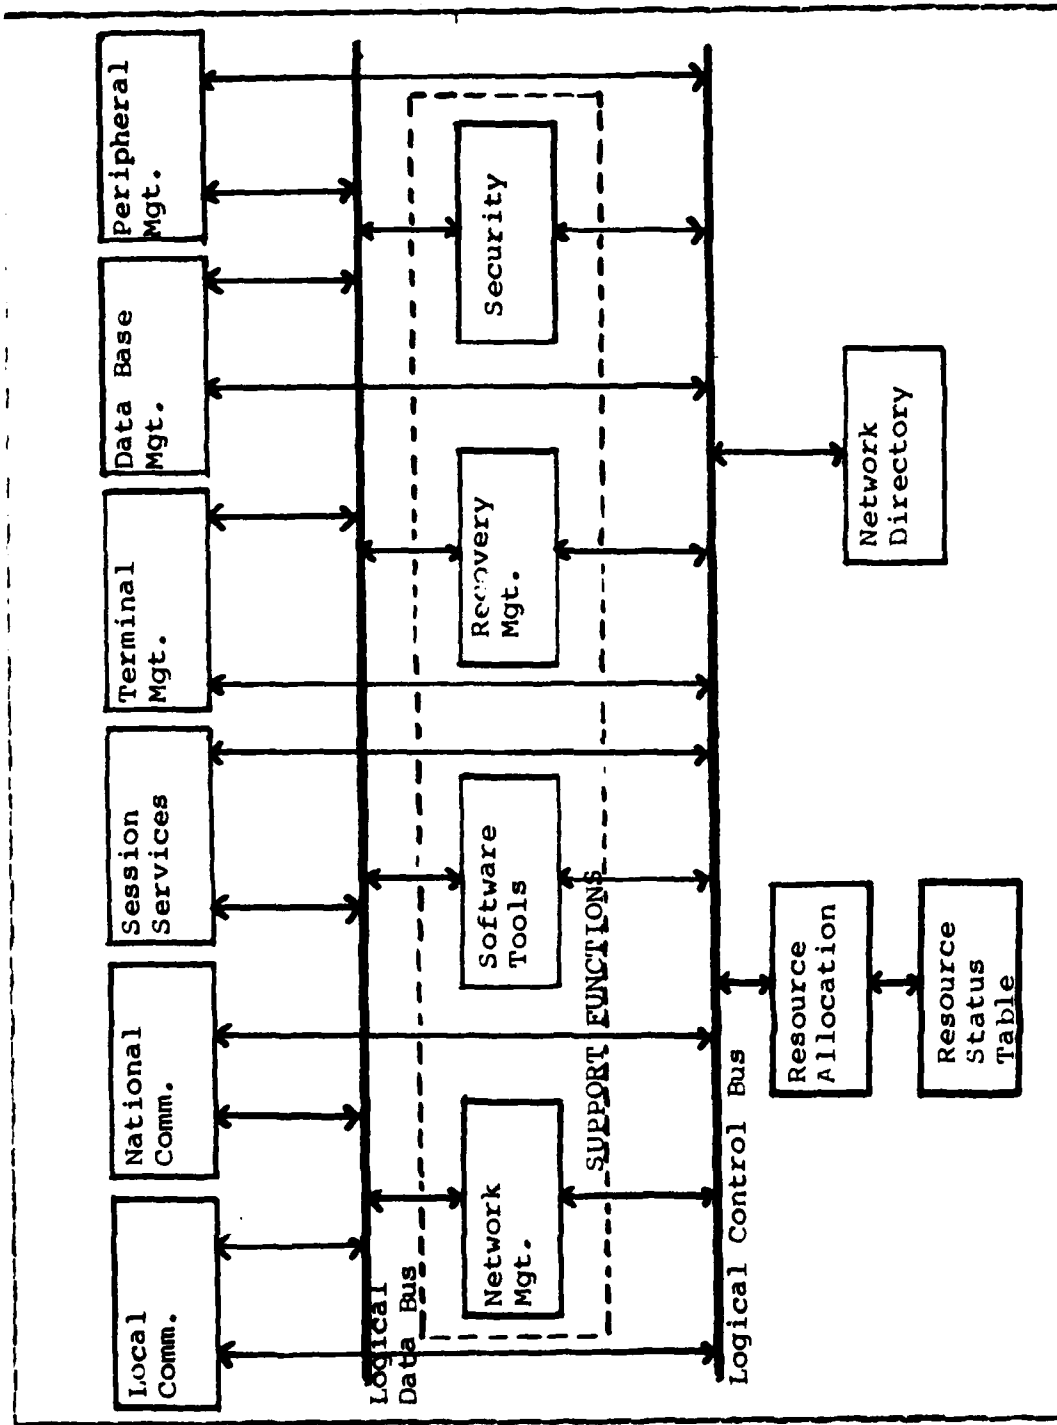 Local
Comm.
National
Comm.
Session
Services
Terminal
Mgt.
Data Base
Mgt.
Peripheral
Mgt.
Logical
Data Bus
Network
Mgt.
Software
Tools
Recovery
Mgt.
Security
SUPPORT FUNCTIONS
Logical Control Bus
Resource
Allocation
Resource
Status
Table
Network
Directory